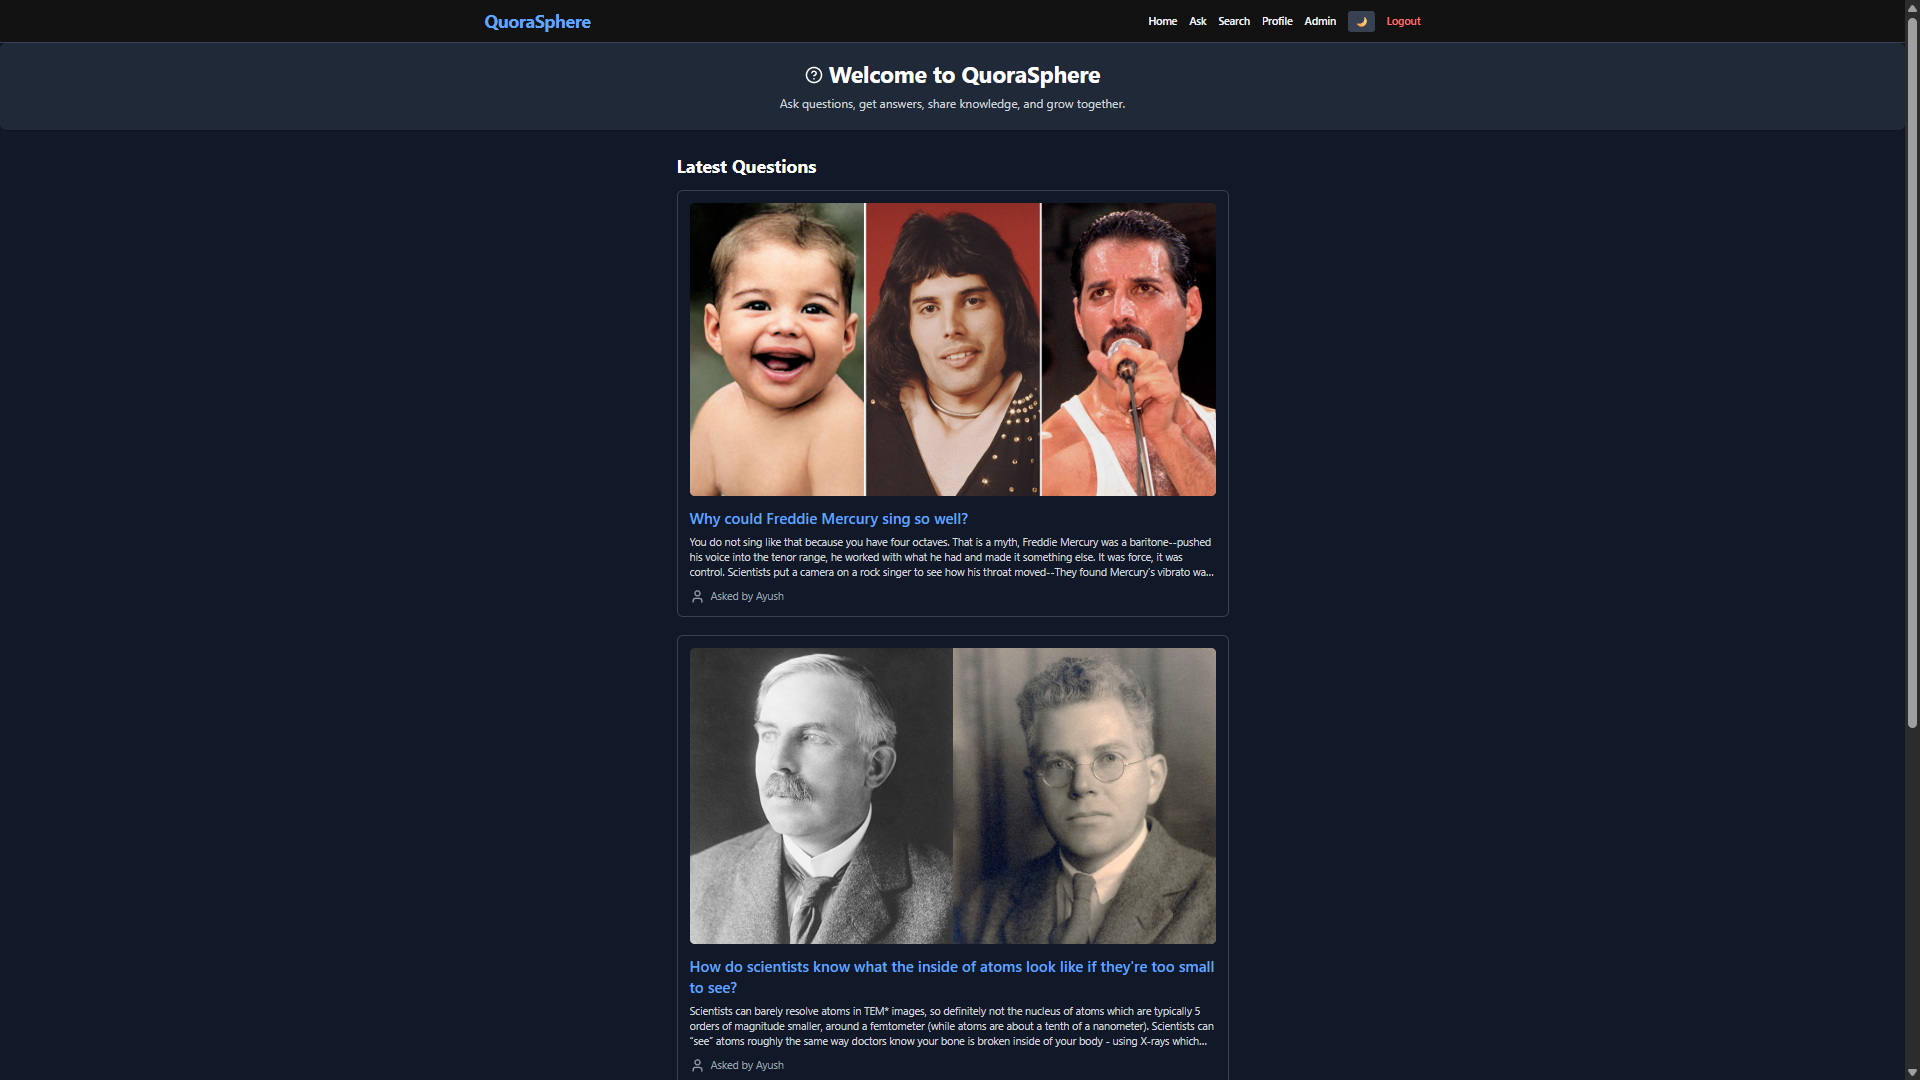 QuoraSphere
Home Ask Search Profile Admin Logout
Welcome to QuoraSphere
Ask questions, get answers, share knowledge, and grow together.
Latest Questions
Why could Freddie Mercury sing so well?
You do not sing like that because you have four octaves. That is a myth, Freddie Mercury was a baritone--pushed
his voice into the tenor range, he worked with what he had and made it something else. It was force, it was
control. Scientists put a camera on a rock singer to see how his throat moved--They found Mercury's vibrato wa...
Asked by Ayush
How do scientists know what the inside of atoms look like if they're too small
to see?
Scientists can barely resolve atoms in TEM* images, so definitely not the nucleus of atoms which are typically 5
orders of magnitude smaller, around a femtometer (while atoms are about a tenth of a nanometer). Scientists can
"see" atoms roughly the same way doctors know your bone is broken inside of your body - using X-rays which...
Asked by Ayush